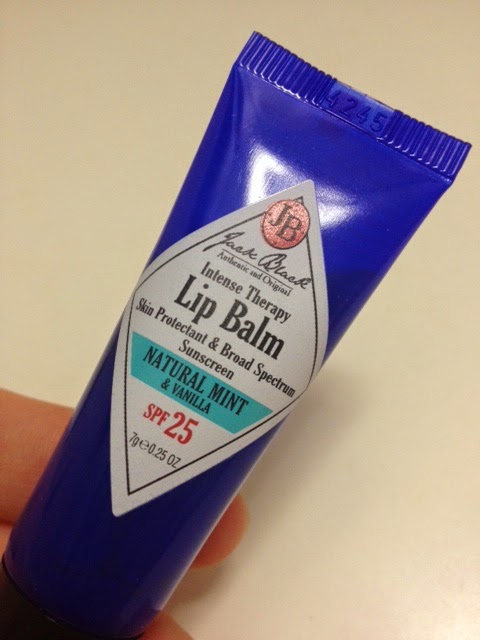 4245
JB
Jack Black
Authentic and Original
Intense Therapy
Lip Balm
Skin Protectant & Broad Spectrum
Sunscreen
NATURAL MINT
& VANILLA
SPF 25
7g e 0.25 OZ